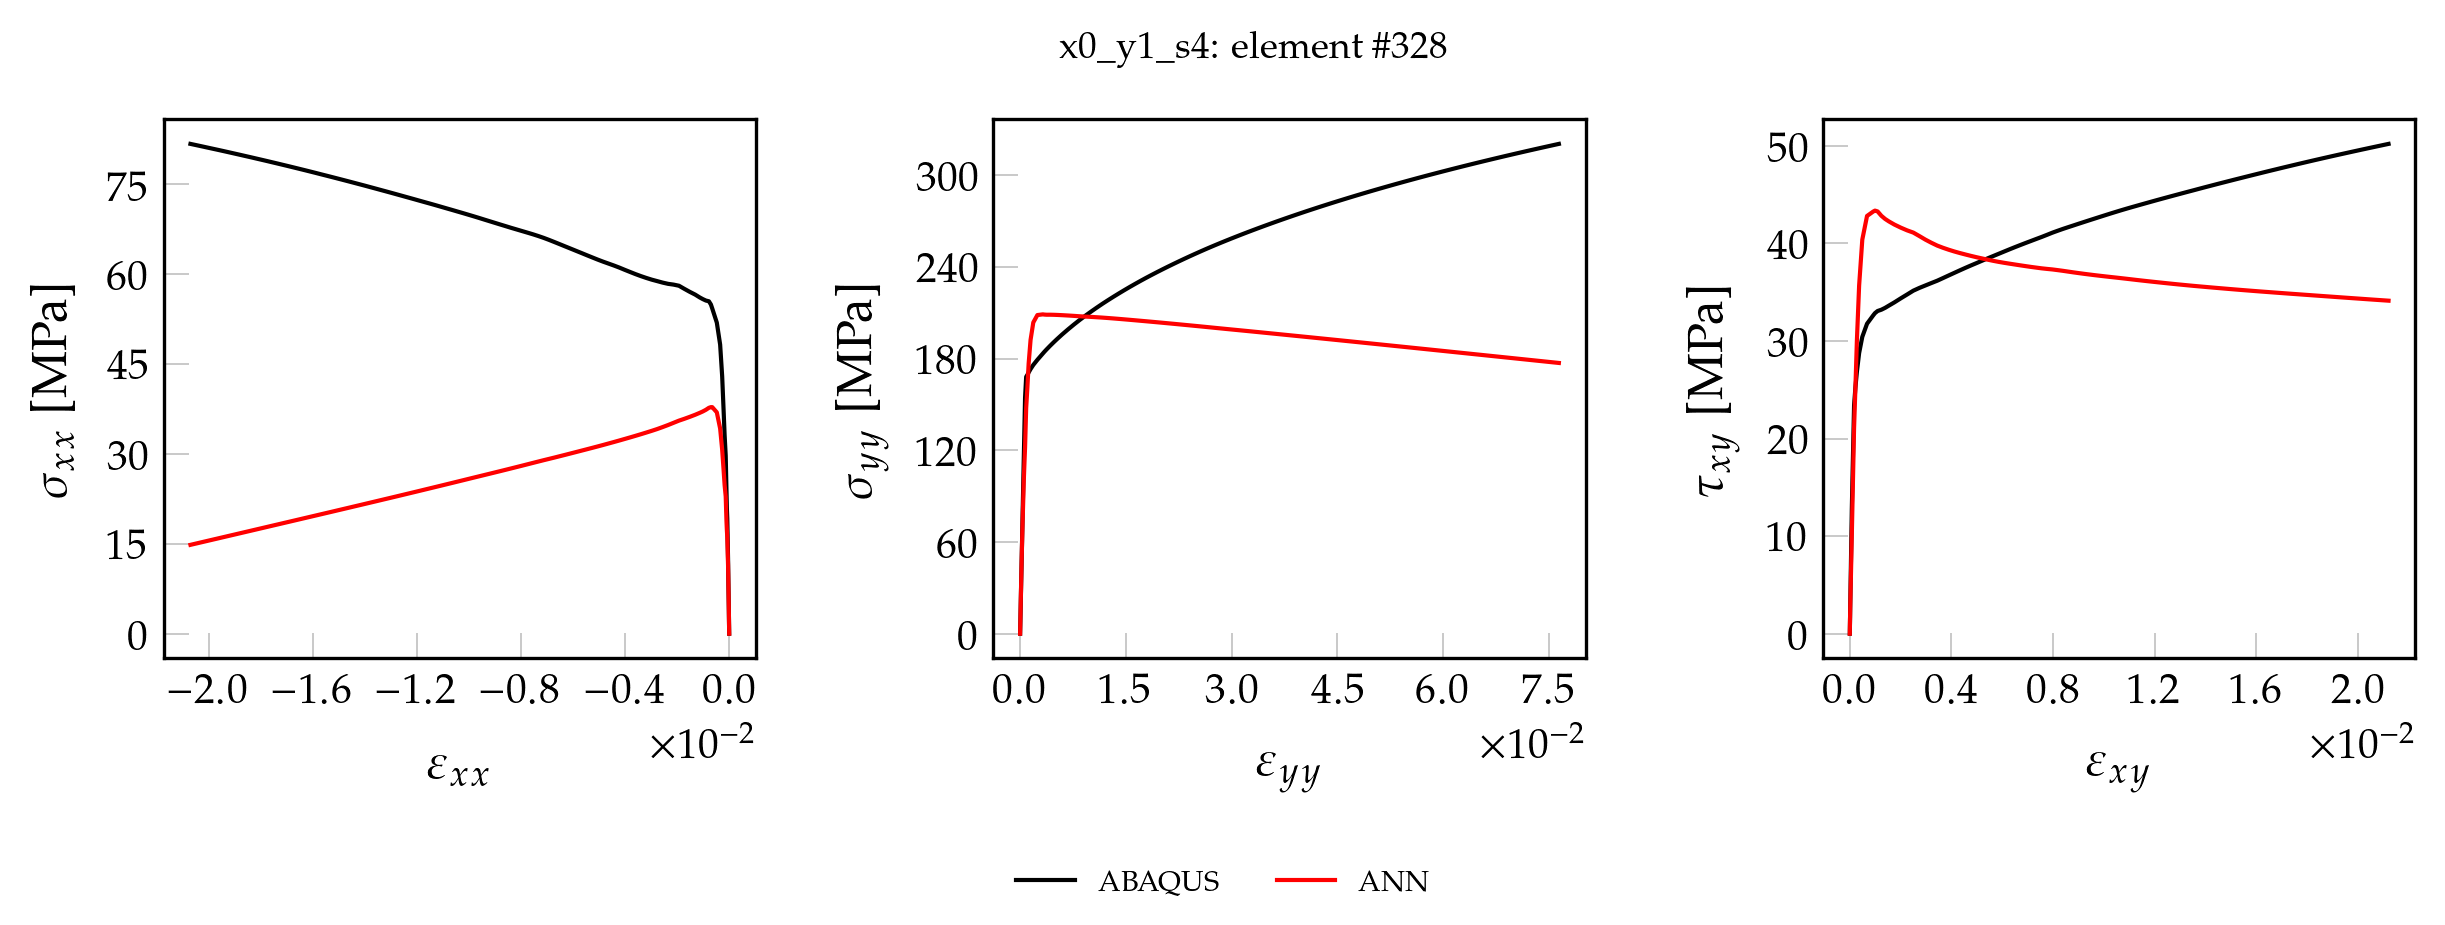 x0_y1_s4: element #328
σxx [MPa]
75
60
45
30
15
0
−2.0 −1.6 −1.2 −0.8 −0.4 0.0
×10−2
εxx
σyy [MPa]
300
240
180
120
60
0
0.0 1.5 3.0 4.5 6.0 7.5
×10−2
εyy
τxy [MPa]
50
40
30
20
10
0
0.0 0.4 0.8 1.2 1.6 2.0
×10−2
εxy
ABAQUS ANN